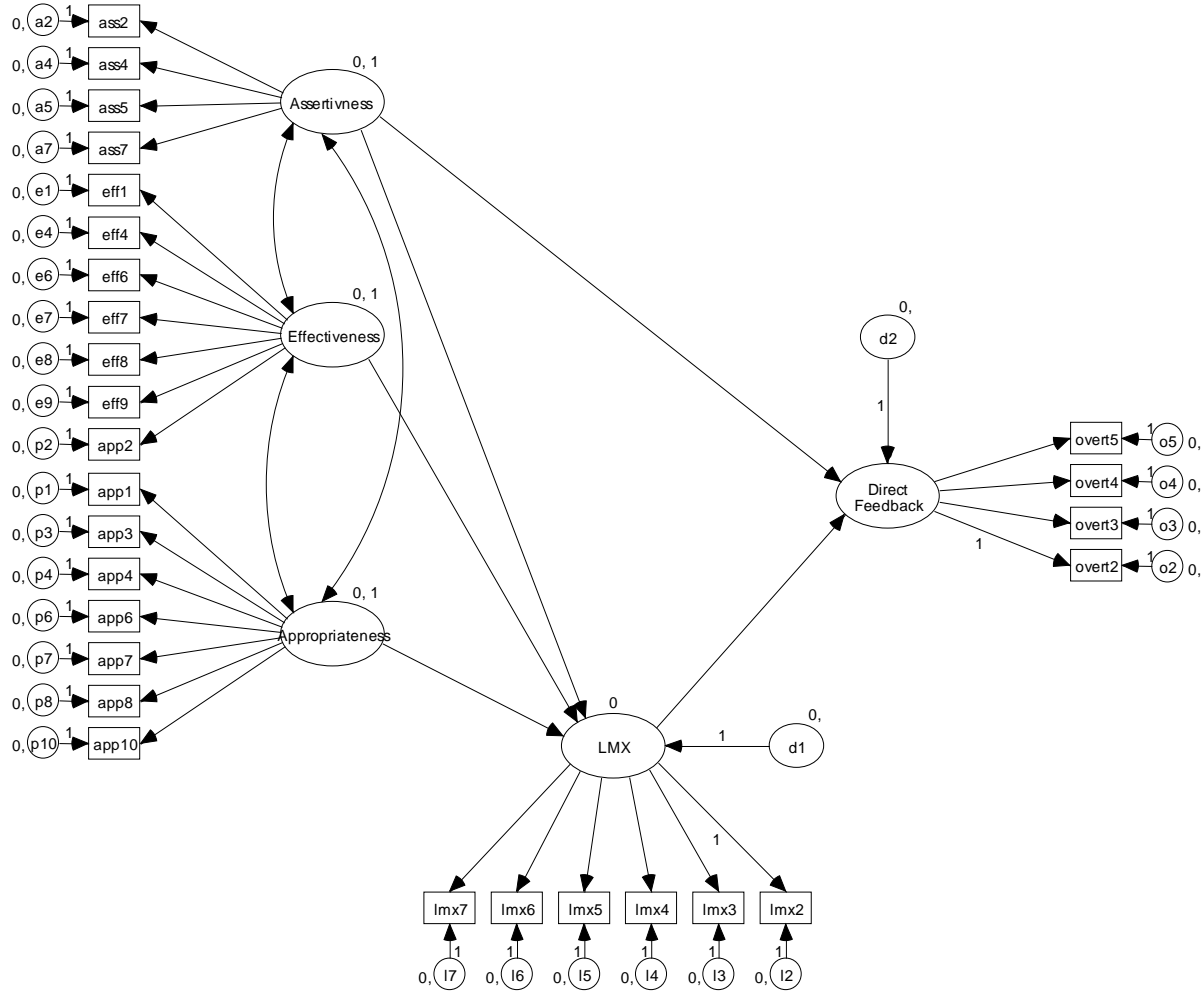 0, a2 1 ass2
0, a4 1 ass4
0, 1
Assertivness
0, a5 1 ass5
0, a7 1 ass7
0, e1 1 eff1
0, e4 1 eff4
0, e6 1 eff6
0, 1
0, e7 1 eff7
Effectiveness
0, e8 1 eff8
0, e9 1 eff9
0, p2 1 app2
0, p1 1 app1
0, p3 1 app3
0, p4 1 app4
0, 1
0, p6 1 app6
Appropriateness
0, p7 1 app7
0, p8 1 app8
0, p10 1 app10
0,
d2
1
Direct
Feedback
overt5 1 o5 0,
overt4 1 o4 0,
overt3 1 o3 0,
1
overt2 1 o2 0,
0
LMX
1
0,
d1
1
lmx7 lmx6 lmx5 lmx4 lmx3 lmx2
1 1 1 1 1 1
0, l7 0, l6 0, l5 0, l4 0, l3 0, l2